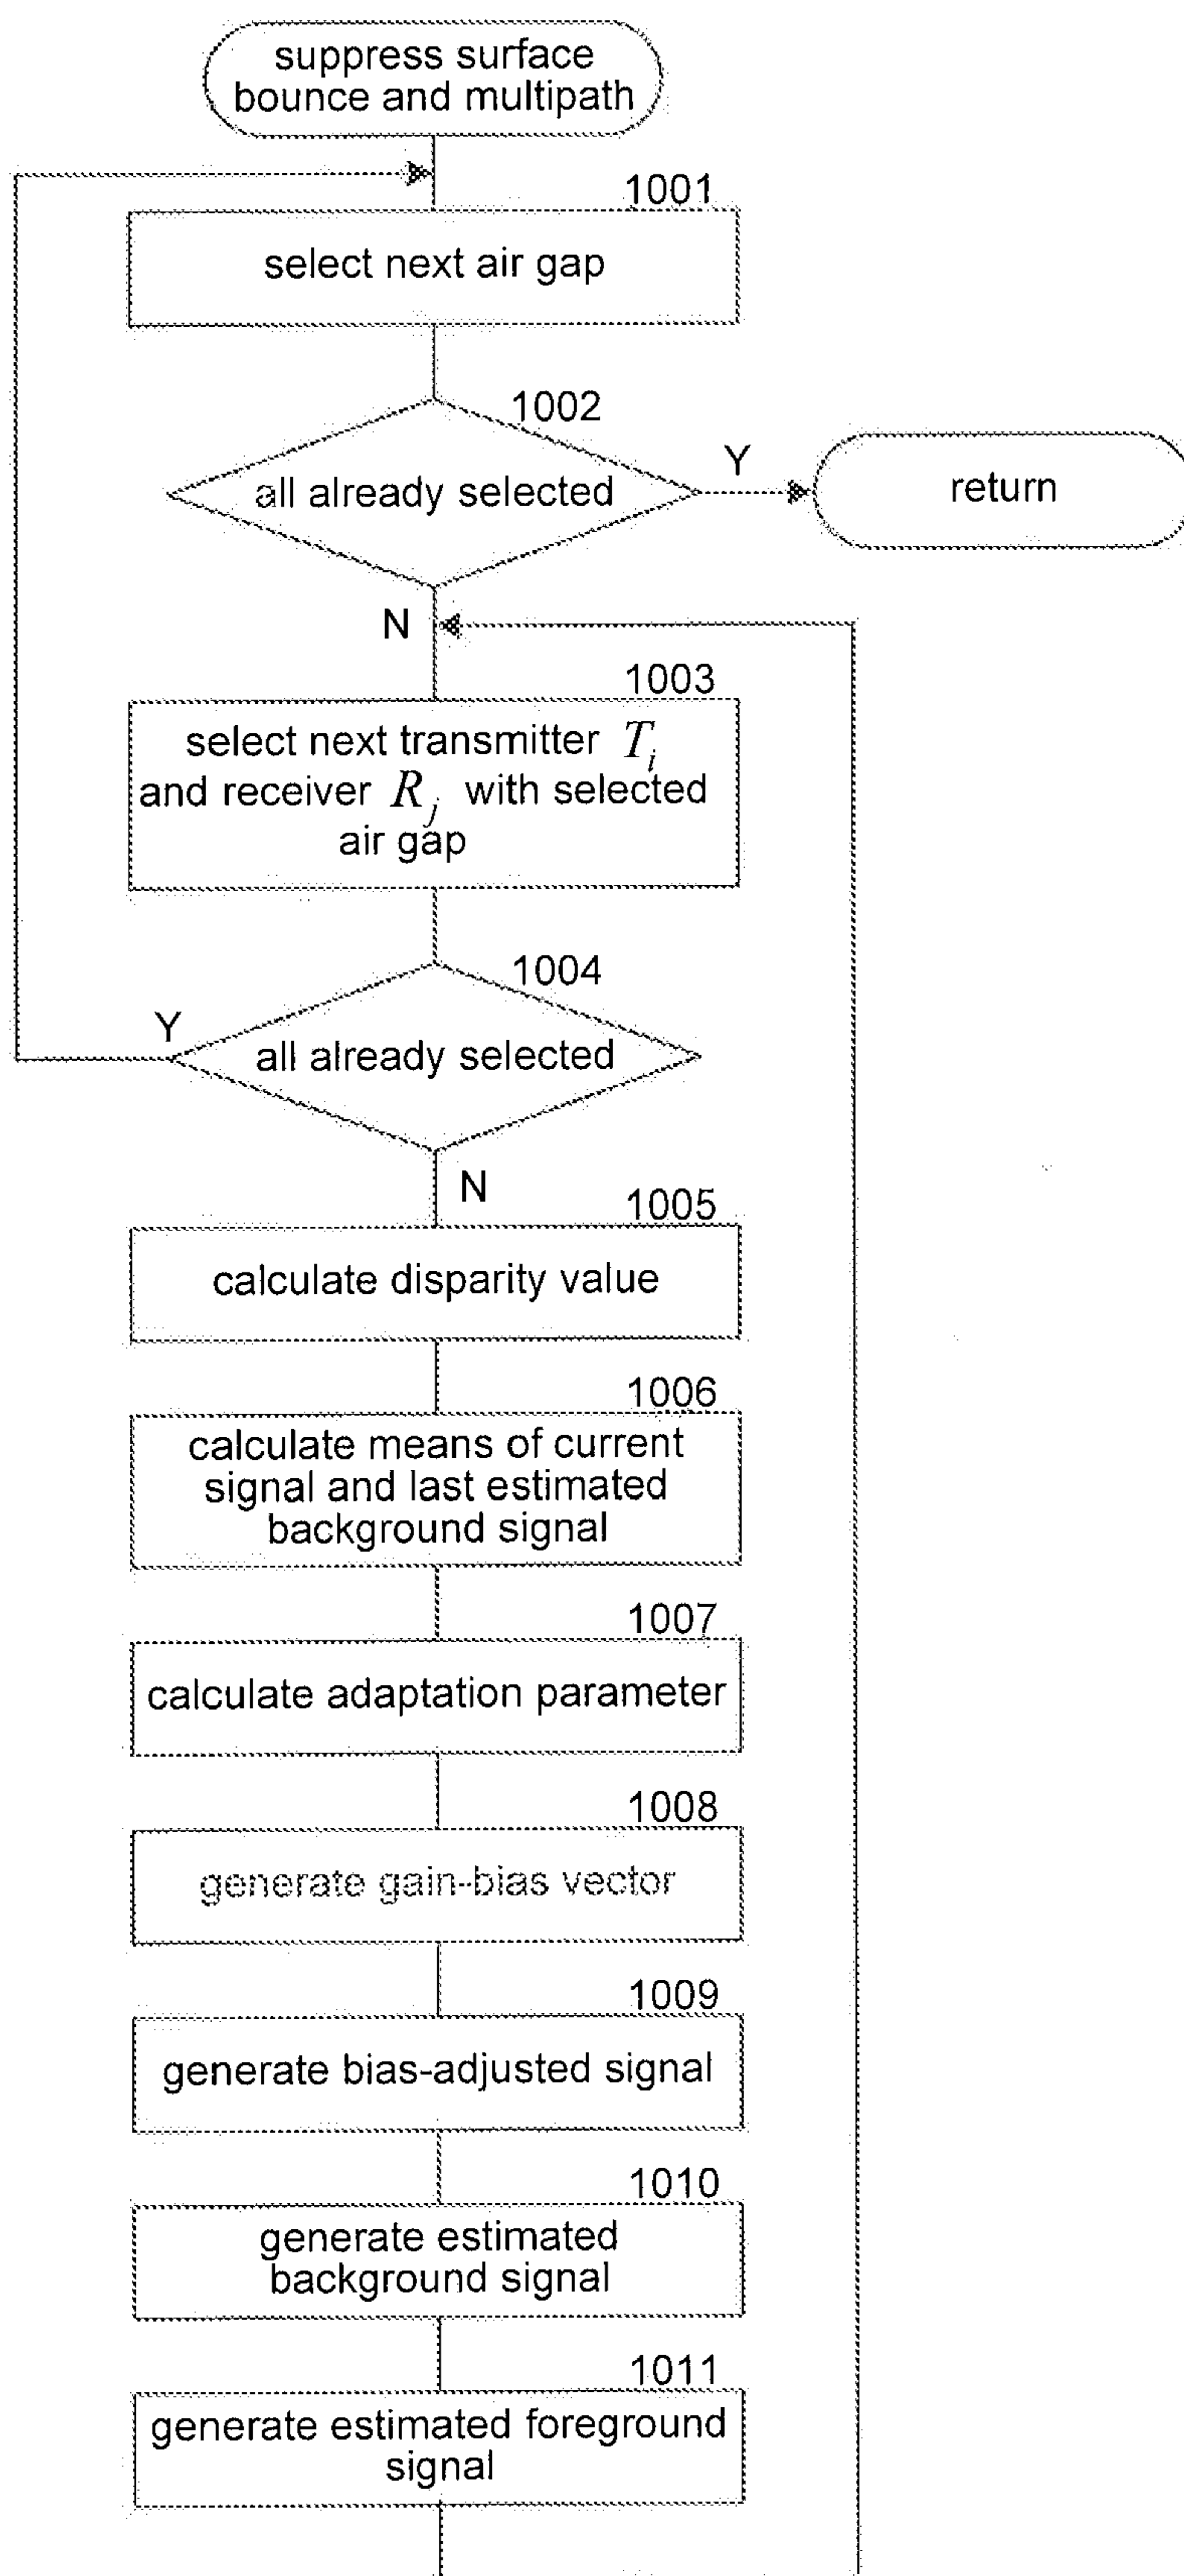 suppress surface
bounce and multipath
1001
select next air gap
1002
all already selected
Y
return
N
1003
select next transmitter T_i
and receiver R_j with selected
air gap
1004
Y
all already selected
N
1005
calculate disparity value
1006
calculate means of current
signal and last estimated
background signal
1007
calculate adaptation parameter
1008
generate gain-bias vector
1009
generate bias-adjusted signal
1010
generate estimated
background signal
1011
generate estimated foreground
signal